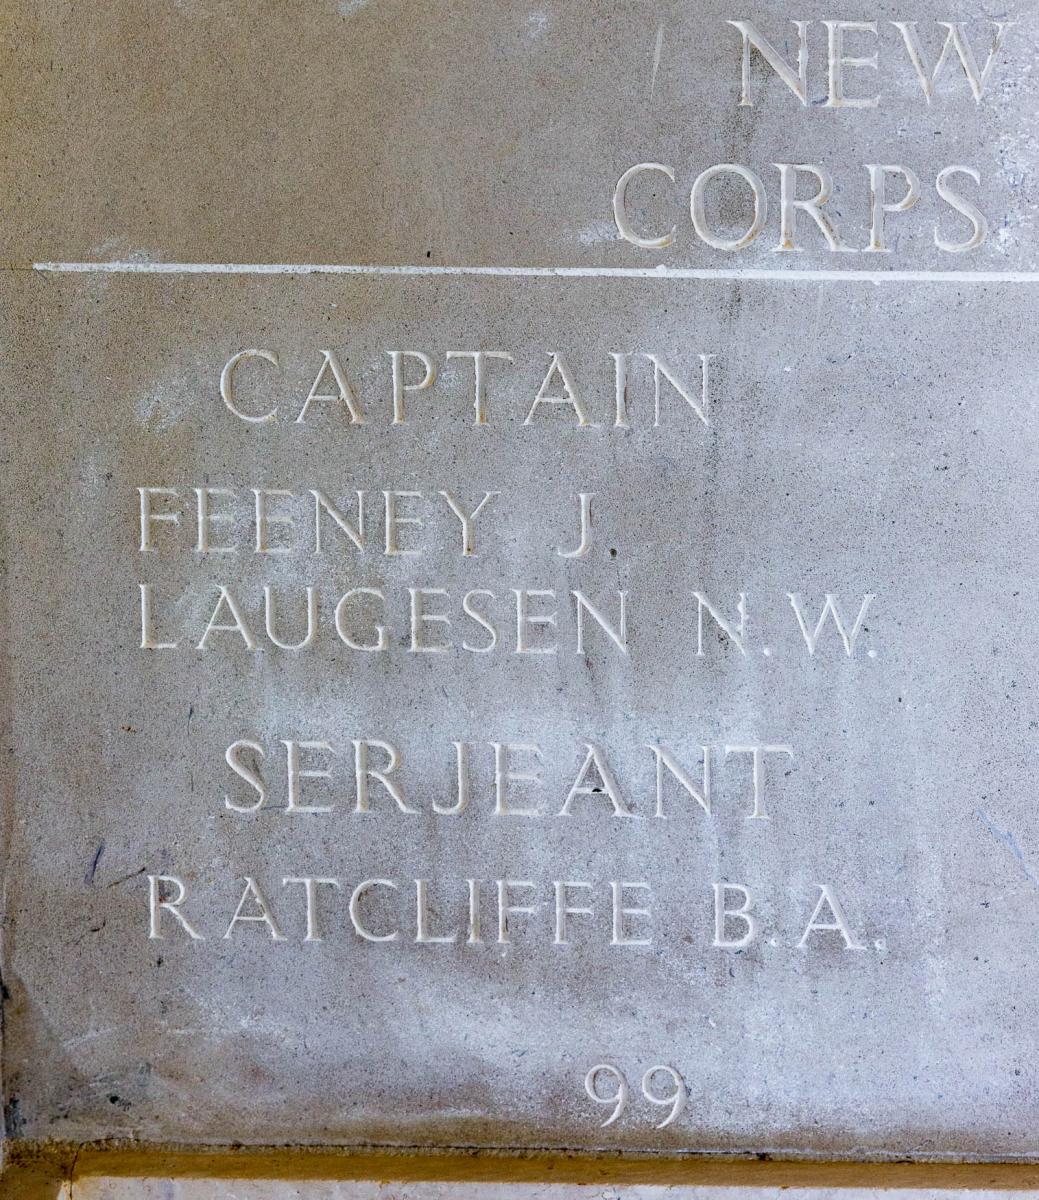 NEW
CORPS
CAPTAIN
FEENEY J.
LAUGESEN N.W.
SERJEANT
RATCLIFFE B.A.
99